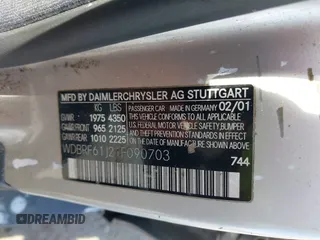 MFD BY DAIMLERCHRYSLER AG STUTTGART
PASSENGER CAR MADE IN GERMANY 02/01
KG LBS
GVWR 1975 4350
FRONT GAWR 965 2125
REAR GAWR 1010 2225
THIS VEHICLE CONFORMS TO ALL APPLICABLE
U.S. FEDERAL MOTOR VEHICLE
SAFETY, BUMPER
AND THEFT PREVENTION STANDARDS
IN EFFECT ON THE DATE OF
MANUFACTURE SHOWN ABOVE
WDBRF61J21F090703
744
DREAMBID